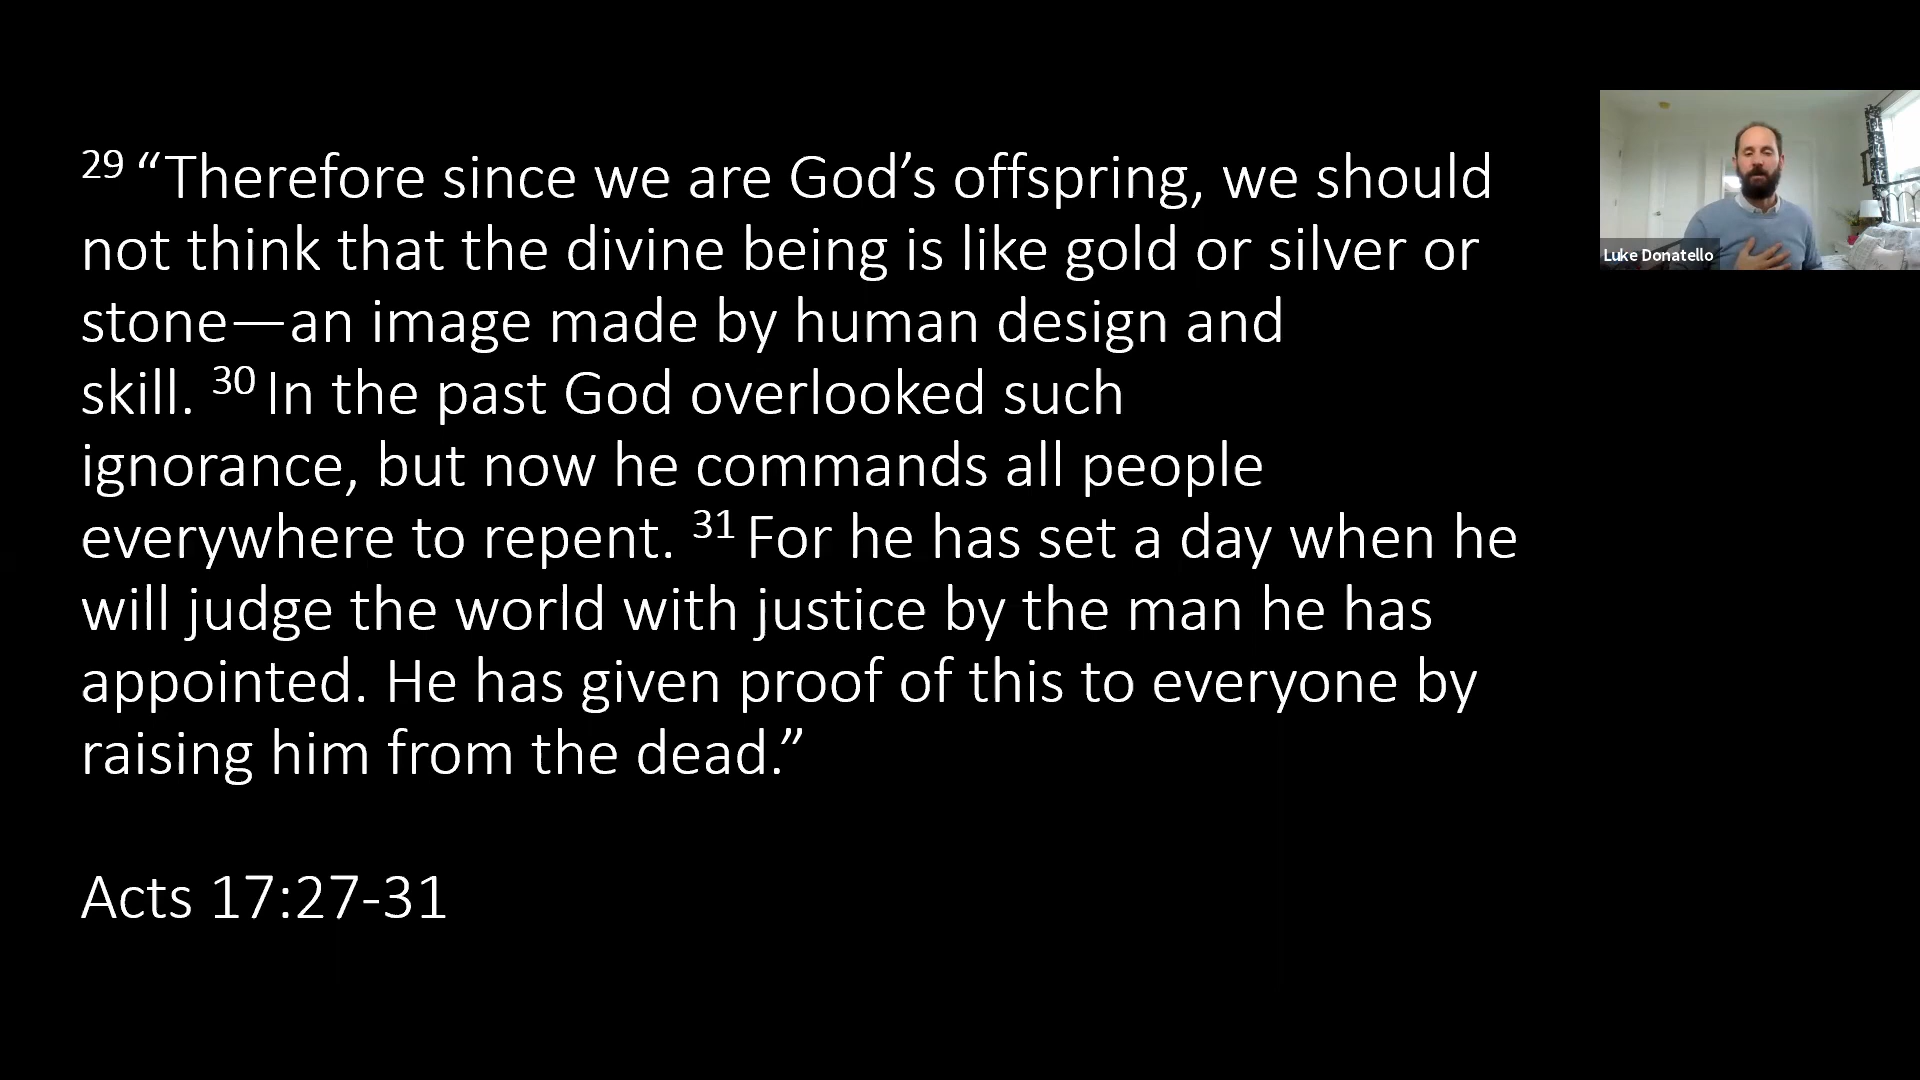 29 “Therefore since we are God’s offspring, we should
not think that the divine being is like gold or silver or
stone—an image made by human design and
skill. 30 In the past God overlooked such
ignorance, but now he commands all people
everywhere to repent. 31 For he has set a day when he
will judge the world with justice by the man he has
appointed. He has given proof of this to everyone by
raising him from the dead.”
Acts 17:27-31
Luke Donatello